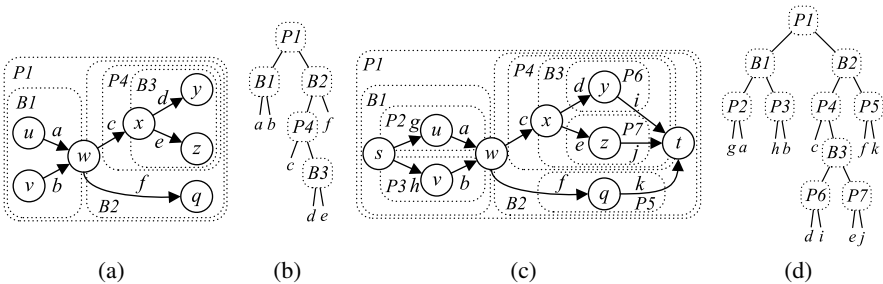 P1
P4 B3
B1
d y
u a c x
e z
w
v b f
B2 q
(a)
P1
B1 B2
a b P4 f
c B3
d e
(b)
P1
P4 B3 d y P6
B1
P2 g u a c x i
e z P7
s w j t
P3 h v b f k
B2 q P5
(c)
P1
B1 B2
P2 P3 P4 P5
g a h b c B3 f k
P6 P7
d i e j
(d)